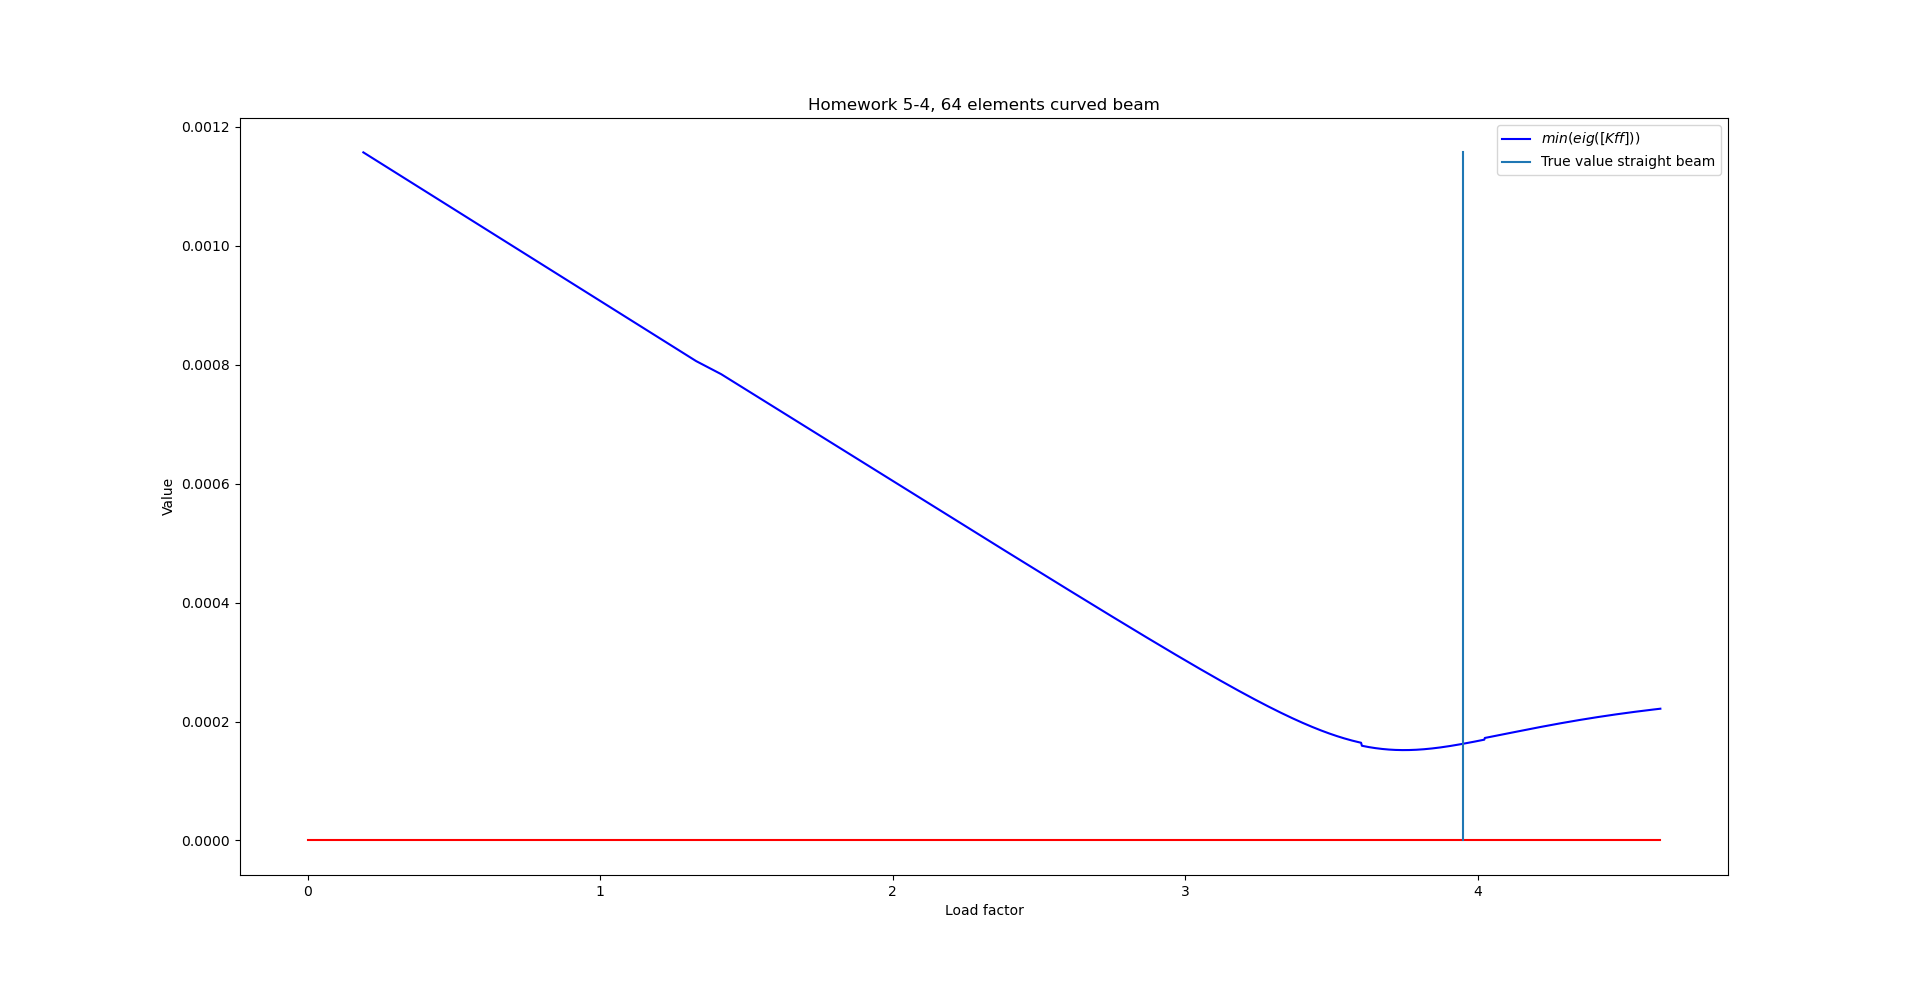 Homework 5-4, 64 elements curved beam
min(eig([Kff]))
True value straight beam
Value
0.0012
0.0010
0.0008
0.0006
0.0004
0.0002
0.0000
0 1 2 3 4
Load factor